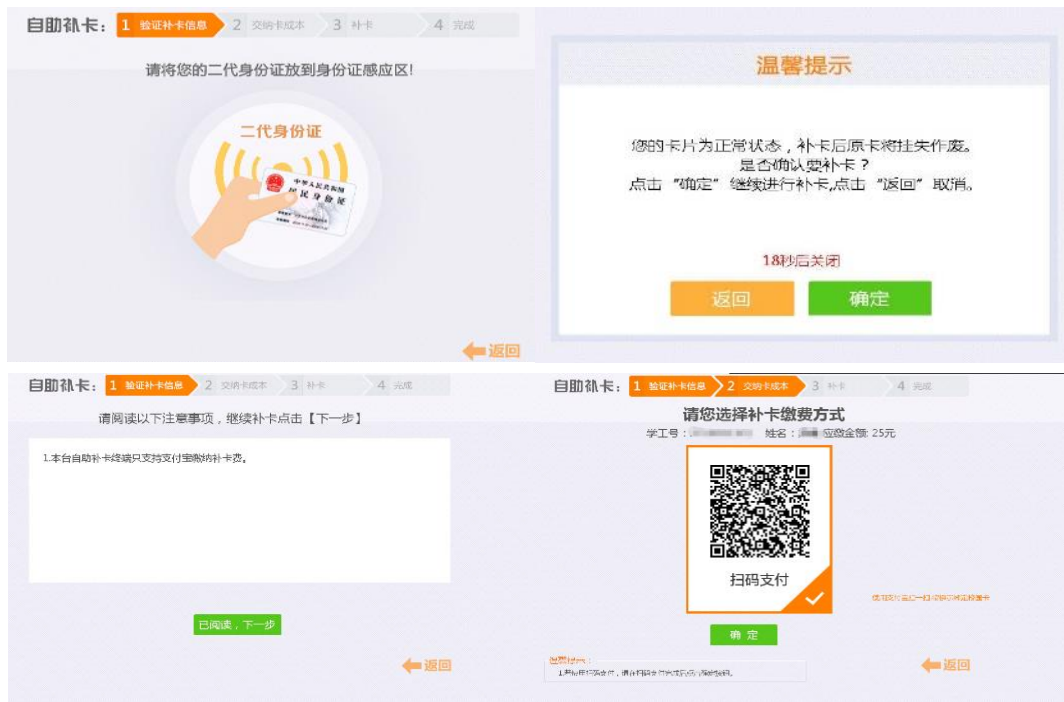 自助补卡：
1 验证补卡信息
2 交纳卡成本
3 补卡
4 完成
请将您的二代身份证放到身份证感应区!
二代身份证
中华人民共和国
居民身份证
返回
温馨提示
您的卡片为正常状态，补卡后原卡将挂失作废。
是否确认要补卡？
点击“确定”继续进行补卡,点击“返回”取消。
18秒后关闭
返回
确定
自助补卡：
1 验证补卡信息
2 交纳卡成本
3 补卡
4 完成
请阅读以下注意事项，继续补卡点击【下一步】
1.本台自助补卡终端只支持支付宝缴纳补卡费。
已阅读，下一步
返回
自助补卡：
1 验证补卡信息
2 交纳卡成本
3 补卡
4 完成
请您选择补卡缴费方式
学工号：
姓名：
应缴金额: 25元
扫码支付
确 定
温馨提示：
返回